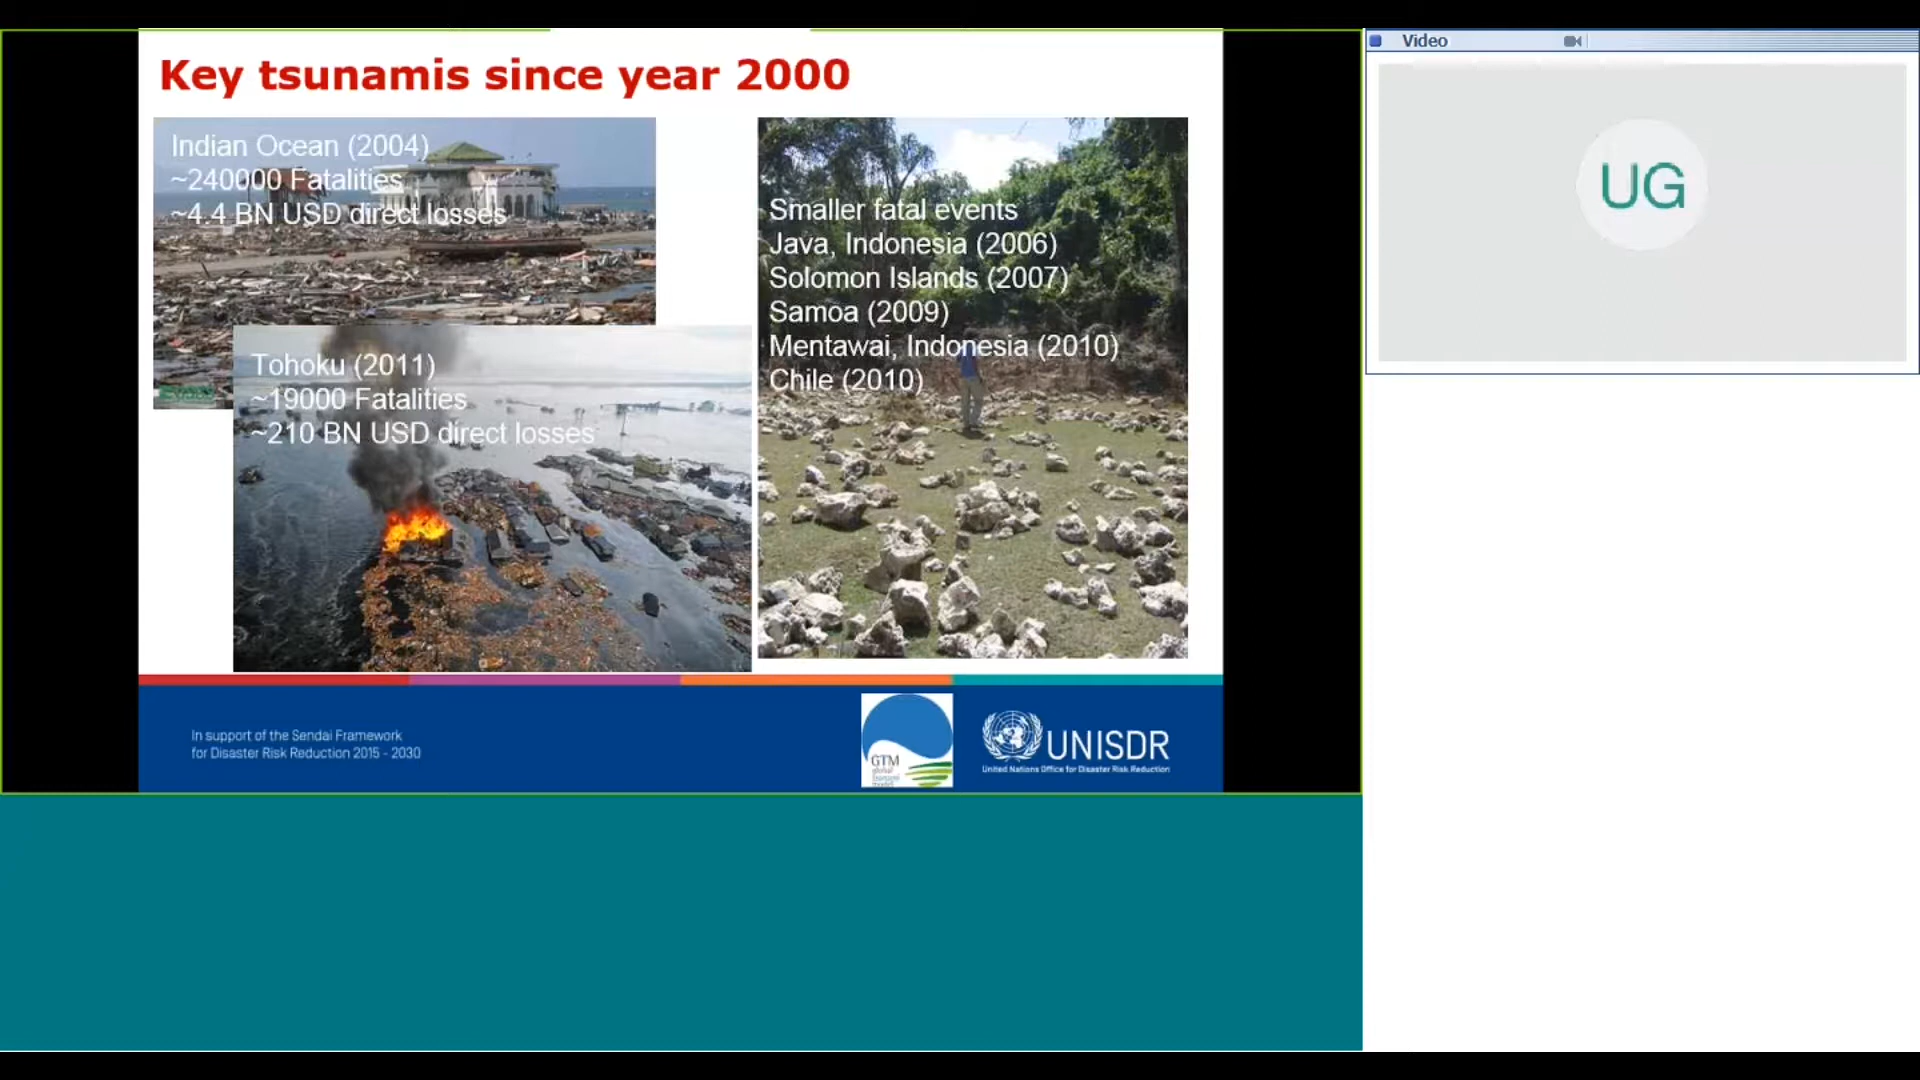 Key tsunamis since year 2000
Indian Ocean (2004)
~240000 Fatalities
~4.4 BN USD direct losses
Tohoku (2011)
~19000 Fatalities
~210 BN USD direct losses
Smaller fatal events
Java, Indonesia (2006)
Solomon Islands (2007)
Samoa (2009)
Mentawai, Indonesia (2010)
Chile (2010)
In support of the Sendai Framework
for Disaster Risk Reduction 2015 - 2030
GTM
global
tsunami
model
UNISDR
United Nations Office for Disaster Risk Reduction
Video
UG